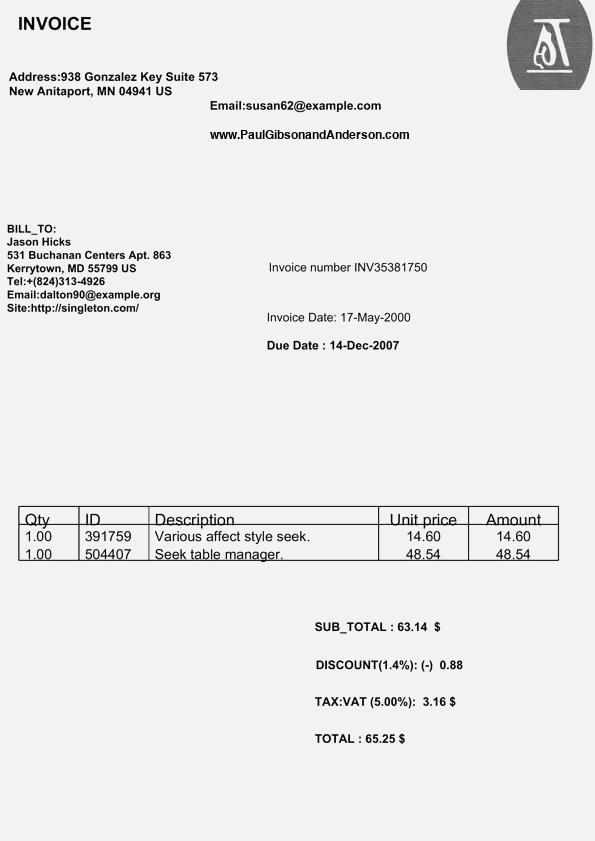 INVOICE
Address:938 Gonzalez Key Suite 573
New Anitaport, MN 04941 US
Email:susan62@example.com
www.PaulGibsonandAnderson.com
BILL_TO:
Jason Hicks
531 Buchanan Centers Apt. 863
Kerrytown, MD 55799 US
Tel:+(824)313-4926
Email:dalton90@example.org
Site:http://singleton.com/
Invoice number INV35381750
Invoice Date: 17-May-2000
Due Date : 14-Dec-2007
Qty ID Description Unit price Amount
1.00 391759 Various affect style seek. 14.60 14.60
1.00 504407 Seek table manager. 48.54 48.54
SUB_TOTAL : 63.14 $
DISCOUNT(1.4%): (-) 0.88
TAX:VAT (5.00%): 3.16 $
TOTAL : 65.25 $